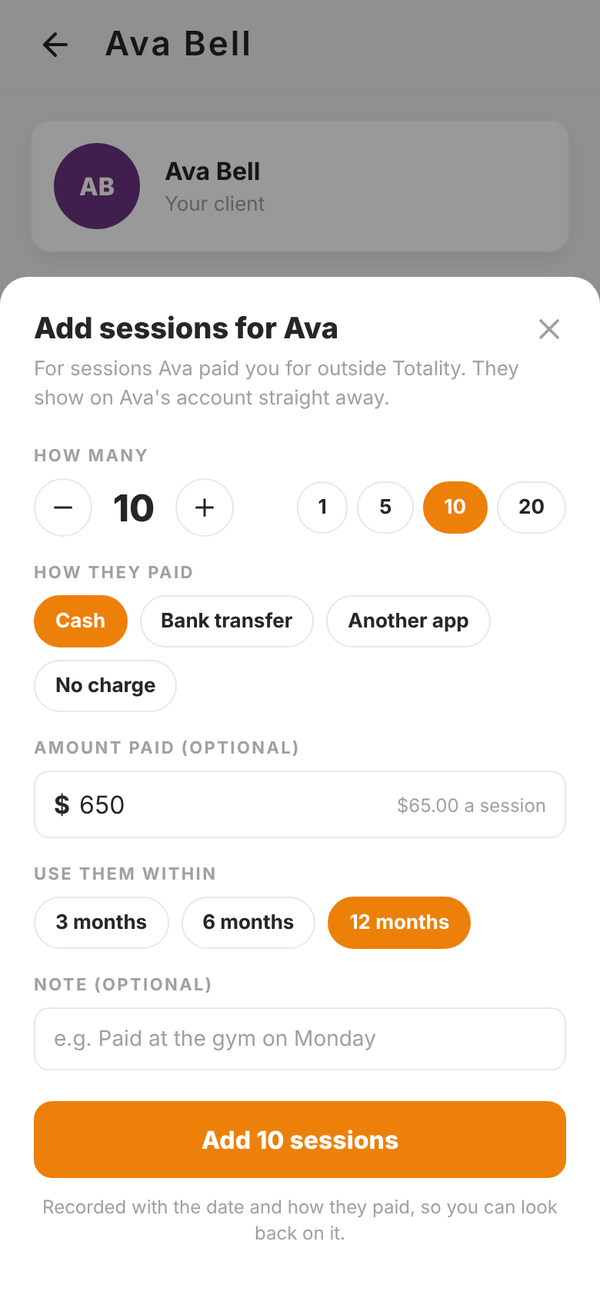 Ava Bell
AB
Ava Bell
Your client
Add sessions for Ava
For sessions Ava paid you for outside Totality. They
show on Ava's account straight away.
HOW MANY
10
1
5
10
20
HOW THEY PAID
Cash
Bank transfer
Another app
No charge
AMOUNT PAID (OPTIONAL)
$ 650
$65.00 a session
USE THEM WITHIN
3 months
6 months
12 months
NOTE (OPTIONAL)
e.g. Paid at the gym on Monday
Add 10 sessions
Recorded with the date and how they paid, so you can look
back on it.